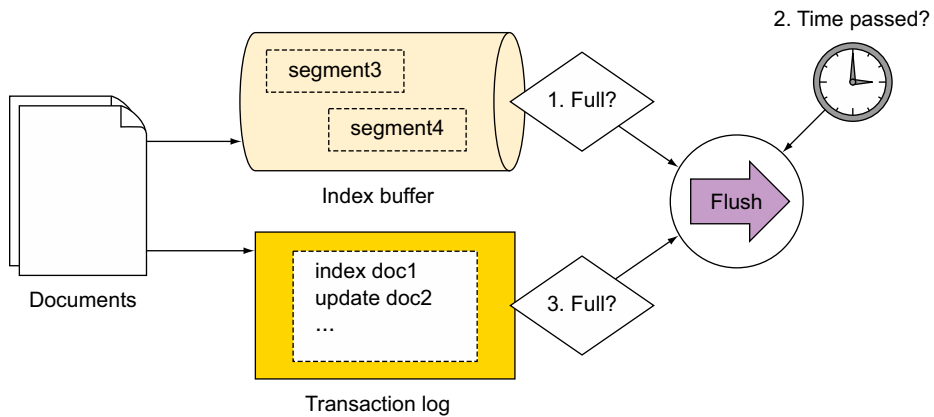 2. Time passed?
segment3
segment4
1. Full?
Index buffer
Flush
Documents
index doc1
update doc2
...
3. Full?
Transaction log